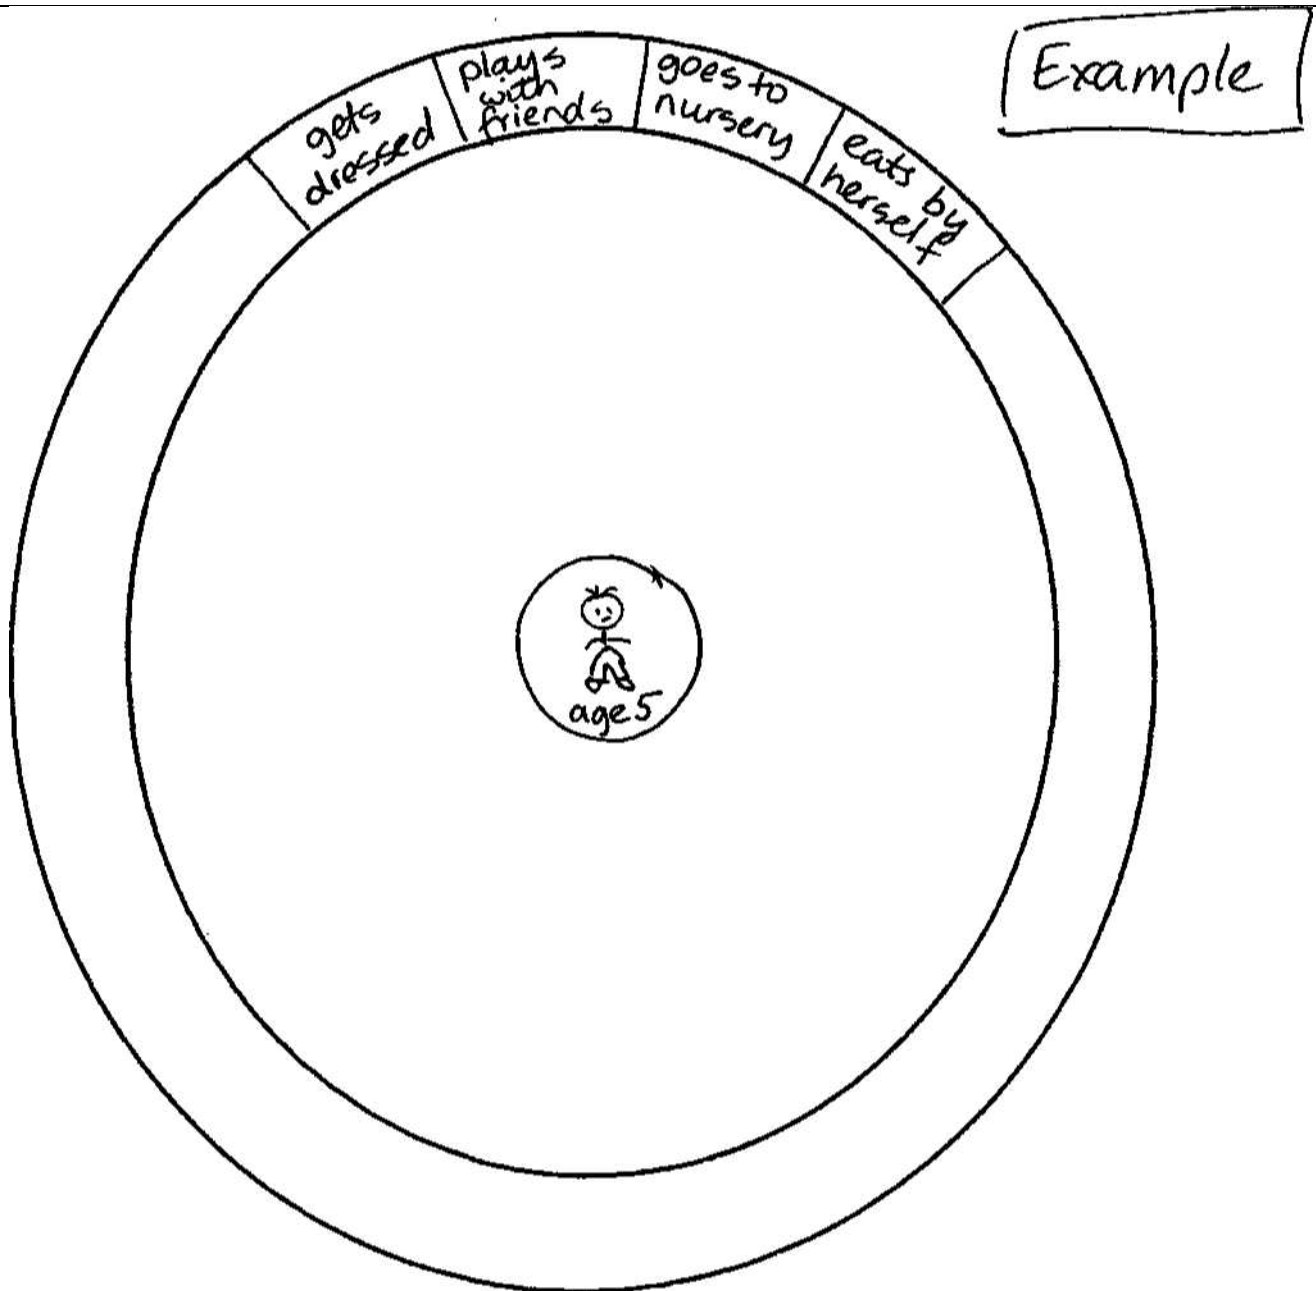 Example
gets
dressed
plays
with
friends
goes to
nursery
eats by
herself
age 5